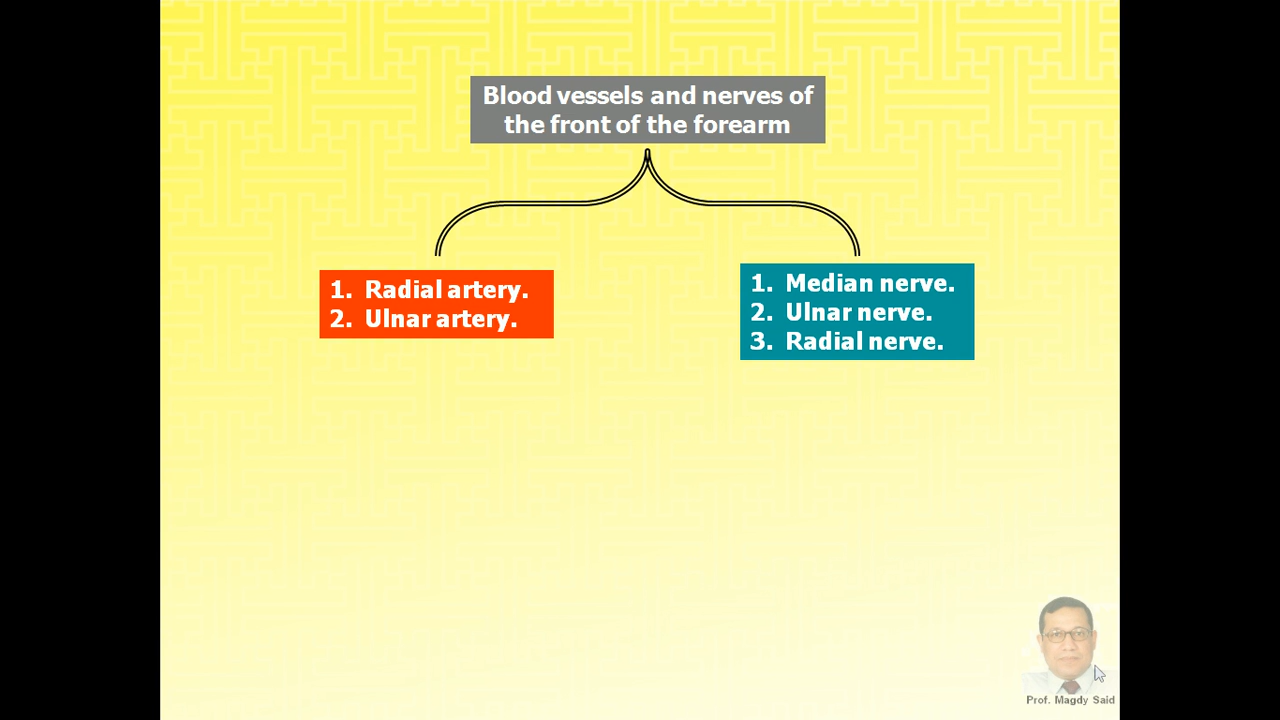 Blood vessels and nerves of
the front of the forearm
1. Radial artery.
2. Ulnar artery.
1. Median nerve.
2. Ulnar nerve.
3. Radial nerve.
Prof. Magdy Said